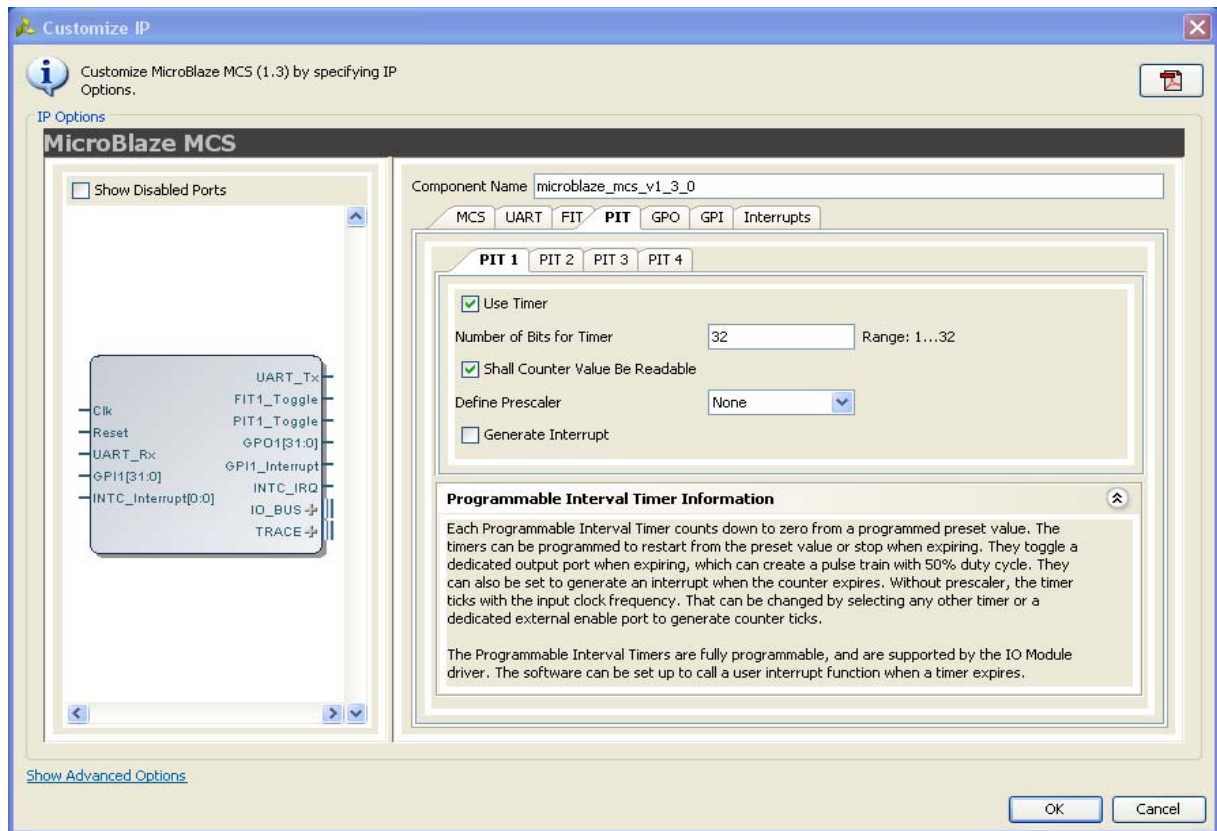 Customize IP
Customize MicroBlaze MCS (1.3) by specifying IP
Options.
IP Options
MicroBlaze MCS
Show Disabled Ports
Clk
Reset
UART_Rx
GPI1[31:0]
INTC_Interrupt[0:0]
UART_Tx
FIT1_Toggle
PIT1_Toggle
GPO1[31:0]
GPI1_Interrupt
INTC_IRQ
IO_BUS
TRACE
Component Name microblaze_mcs_v1_3_0
MCS UART FIT PIT GPO GPI Interrupts
PIT 1 PIT 2 PIT 3 PIT 4
Use Timer
Number of Bits for Timer 32 Range: 1...32
Shall Counter Value Be Readable
Define Prescaler None
Generate Interrupt
Programmable Interval Timer Information
Each Programmable Interval Timer counts down to zero from a programmed preset value. The
timers can be programmed to restart from the preset value or stop when expiring. They toggle a
dedicated output port when expiring, which can create a pulse train with 50% duty cycle. They
can also be set to generate an interrupt when the counter expires. Without prescaler, the timer
ticks with the input clock frequency. That can be changed by selecting any other timer or a
dedicated external enable port to generate counter ticks.
The Programmable Interval Timers are fully programmable, and are supported by the IO Module
driver. The software can be set up to call a user interrupt function when a timer expires.
Show Advanced Options
OK Cancel